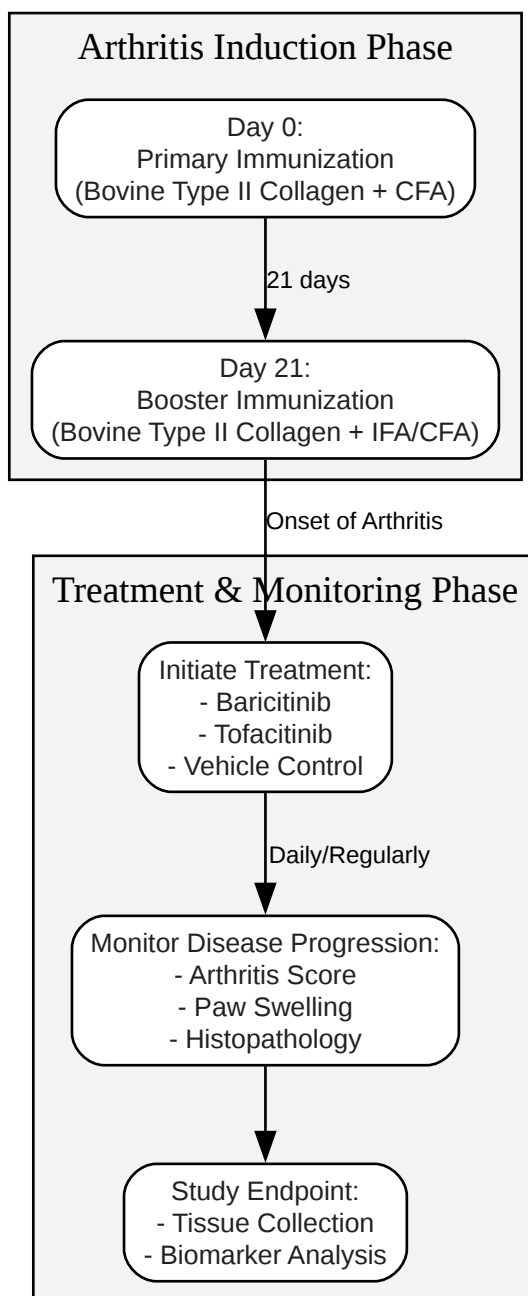 Arthritis Induction Phase
Day 0:
Primary Immunization
(Bovine Type II Collagen + CFA)
21 days
Day 21:
Booster Immunization
(Bovine Type II Collagen + IFA/CFA)
Onset of Arthritis
Treatment & Monitoring Phase
Initiate Treatment:
- Baricitinib
- Tofacitinib
- Vehicle Control
Daily/Regularly
Monitor Disease Progression:
- Arthritis Score
- Paw Swelling
- Histopathology
Study Endpoint:
- Tissue Collection
- Biomarker Analysis